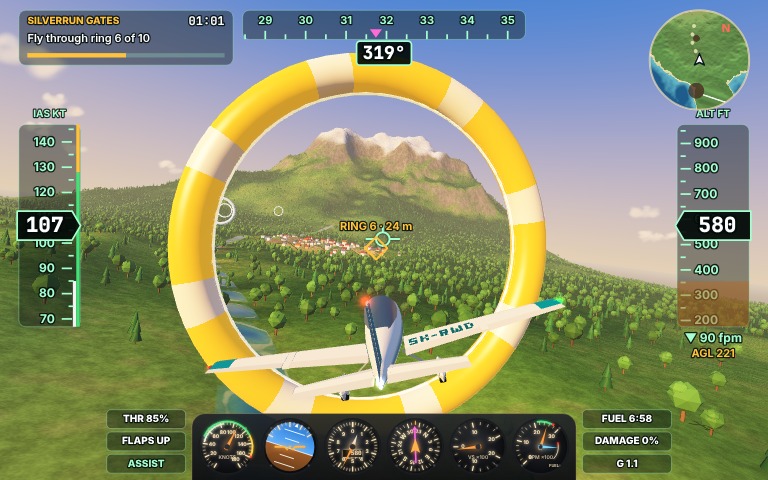 SILVERRUN GATES 01:01
Fly through ring 6 of 10
29 30 31 32 33 34 35
319°
N
IAS KT
ALT FT
140
130
120
107
100
90
80
70
900
800
700
580
500
400
300
200
▼ 90 fpm
AGL 221
RING 6 · 24 m
SK-RWD
THR 85%
FLAPS UP
ASSIST
FUEL 6:58
DAMAGE 0%
G 1.1
KNOTS